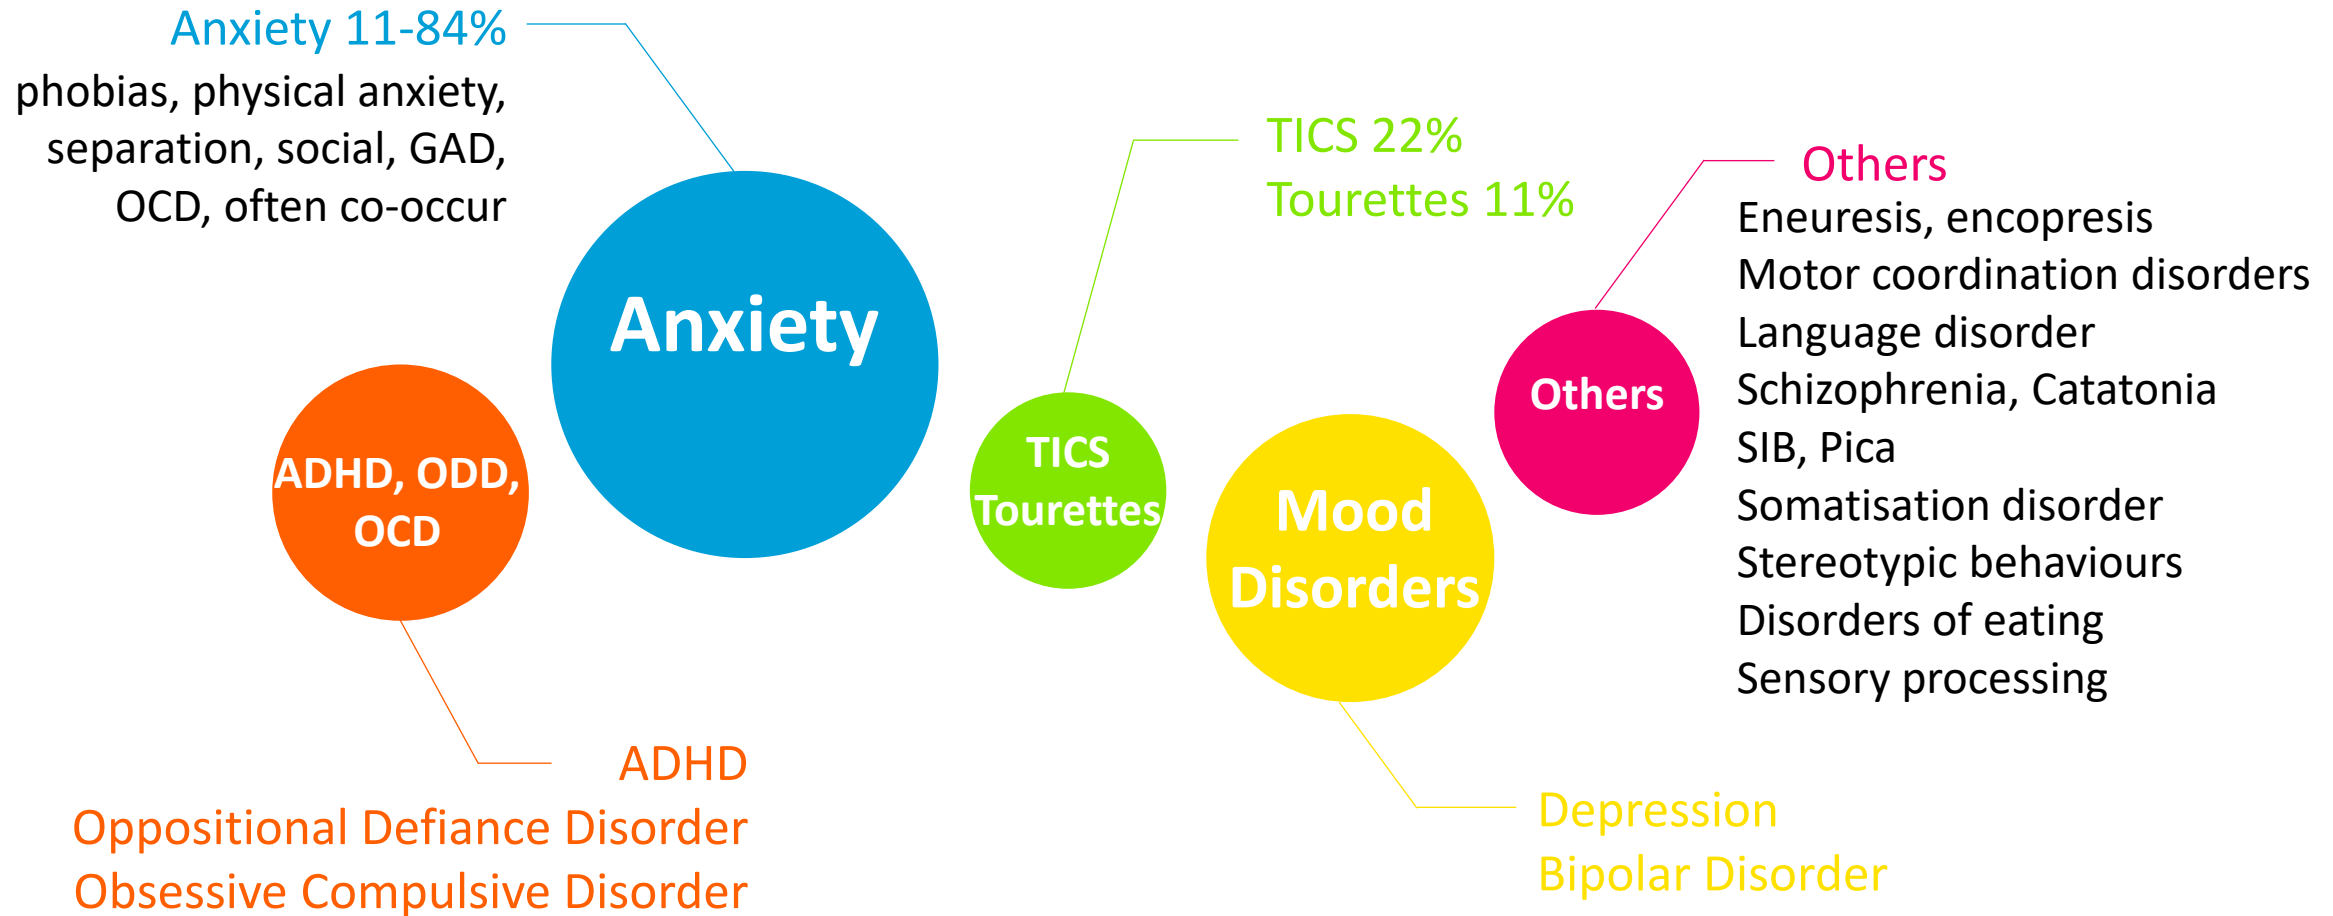 Anxiety 11-84%
phobias, physical anxiety,
separation, social, GAD,
OCD, often co-occur
Anxiety
ADHD, ODD,
OCD
ADHD
Oppositional Defiance Disorder
Obsessive Compulsive Disorder
TICS 22%
Tourettes 11%
TICS
Tourettes
Mood
Disorders
Depression
Bipolar Disorder
Others
Others
Eneuresis, encopresis
Motor coordination disorders
Language disorder
Schizophrenia, Catatonia
SIB, Pica
Somatisation disorder
Stereotypic behaviours
Disorders of eating
Sensory processing